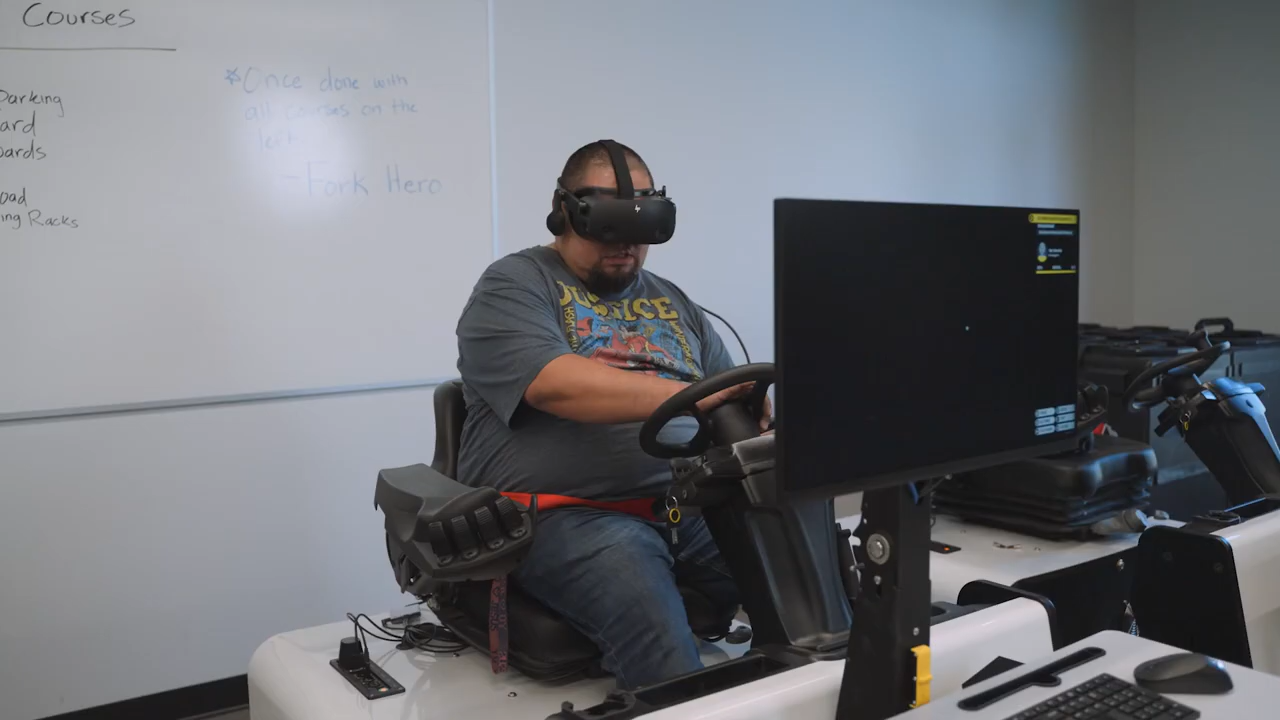 Courses
Parking
ard
oards
oad
ing Racks
*Once done with
all courses on the
left.
-Fork Hero
JUSTICE